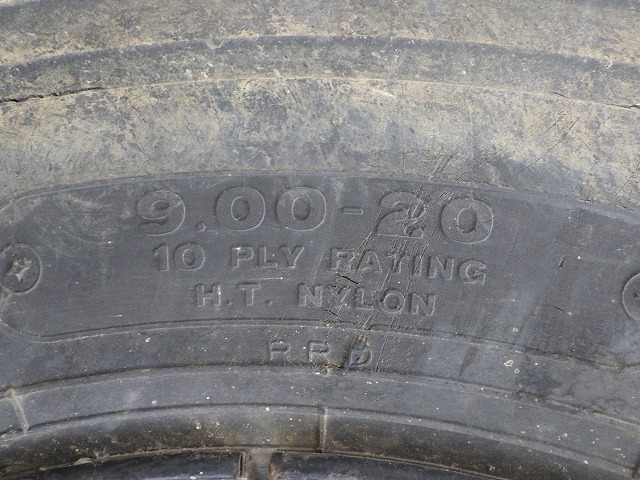 9.00-20
10 PLY RATING
H.T. NYLON
P.R.D